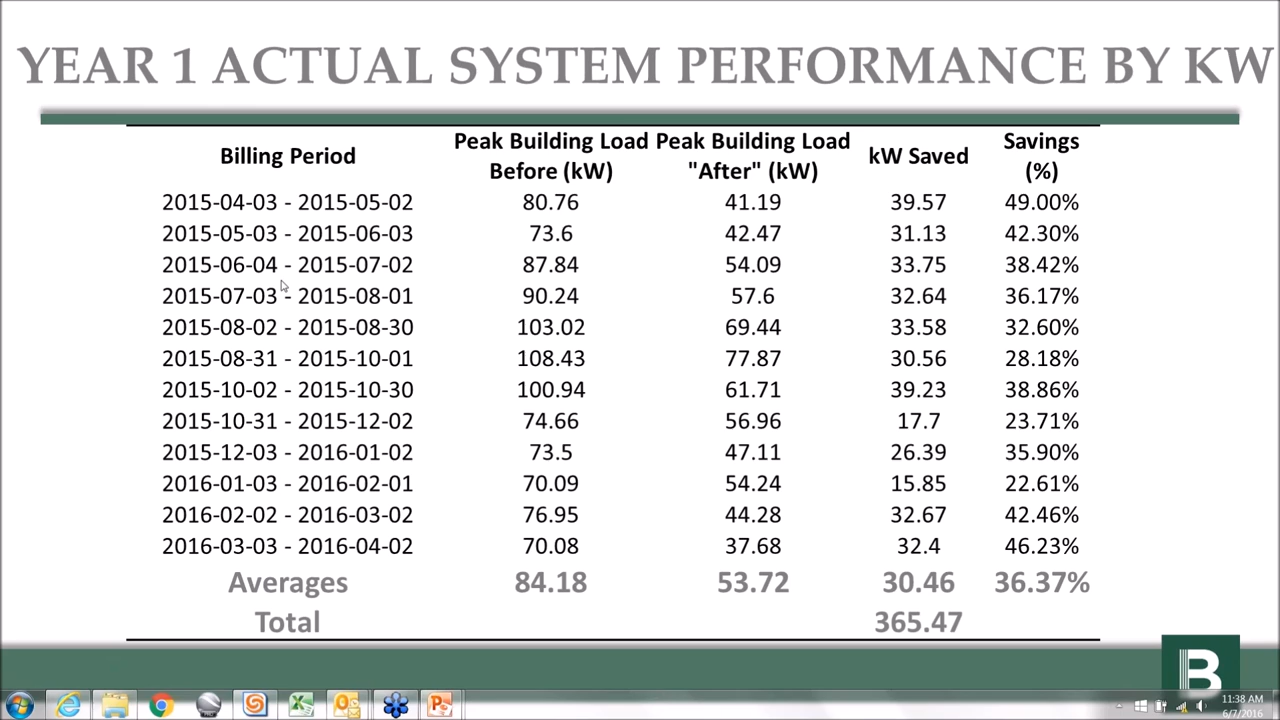 YEAR 1 ACTUAL SYSTEM PERFORMANCE BY KW
Billing Period Peak Building Load Before (kW) Peak Building Load "After" (kW) kW Saved Savings (%)
2015-04-03 - 2015-05-02 80.76 41.19 39.57 49.00%
2015-05-03 - 2015-06-03 73.6 42.47 31.13 42.30%
2015-06-04 - 2015-07-02 87.84 54.09 33.75 38.42%
2015-07-03 - 2015-08-01 90.24 57.6 32.64 36.17%
2015-08-02 - 2015-08-30 103.02 69.44 33.58 32.60%
2015-08-31 - 2015-10-01 108.43 77.87 30.56 28.18%
2015-10-02 - 2015-10-30 100.94 61.71 39.23 38.86%
2015-10-31 - 2015-12-02 74.66 56.96 17.7 23.71%
2015-12-03 - 2016-01-02 73.5 47.11 26.39 35.90%
2016-01-03 - 2016-02-01 70.09 54.24 15.85 22.61%
2016-02-02 - 2016-03-02 76.95 44.28 32.67 42.46%
2016-03-03 - 2016-04-02 70.08 37.68 32.4 46.23%
Averages 84.18 53.72 30.46 36.37%
Total 365.47
B
11:38 AM
6/7/2016